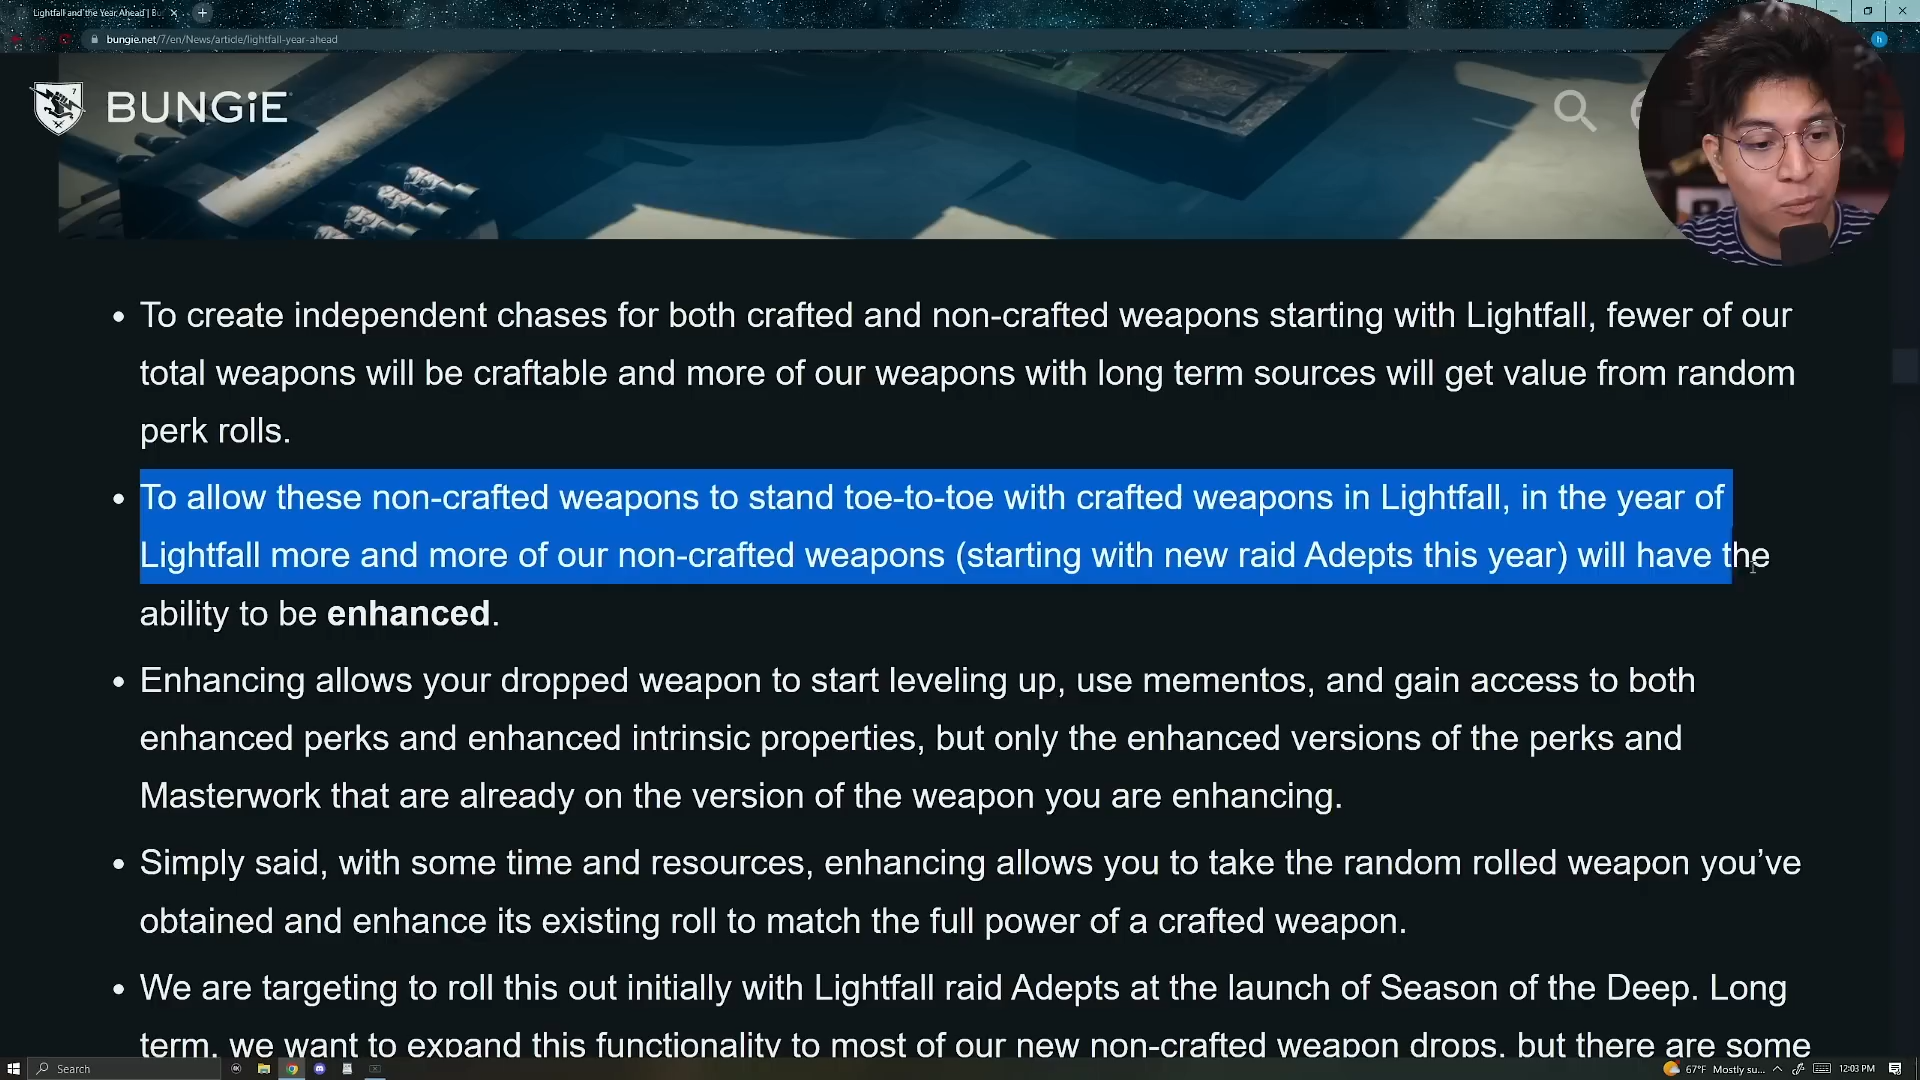 Lightfall and the Year Ahead | Bu
bungie.net/7/en/News/article/lightfall-year-ahead
h
7
BUNGiE
To create independent chases for both crafted and non-crafted weapons starting with Lightfall, fewer of our
total weapons will be craftable and more of our weapons with long term sources will get value from random
perk rolls.
To allow these non-crafted weapons to stand toe-to-toe with crafted weapons in Lightfall, in the year of
Lightfall more and more of our non-crafted weapons (starting with new raid Adepts this year) will have the
ability to be enhanced.
Enhancing allows your dropped weapon to start leveling up, use mementos, and gain access to both
enhanced perks and enhanced intrinsic properties, but only the enhanced versions of the perks and
Masterwork that are already on the version of the weapon you are enhancing.
Simply said, with some time and resources, enhancing allows you to take the random rolled weapon you’ve
obtained and enhance its existing roll to match the full power of a crafted weapon.
We are targeting to roll this out initially with Lightfall raid Adepts at the launch of Season of the Deep. Long
term, we want to expand this functionality to most of our new non-crafted weapon drops, but there are some
Search
67°F Mostly su...
12:03 PM